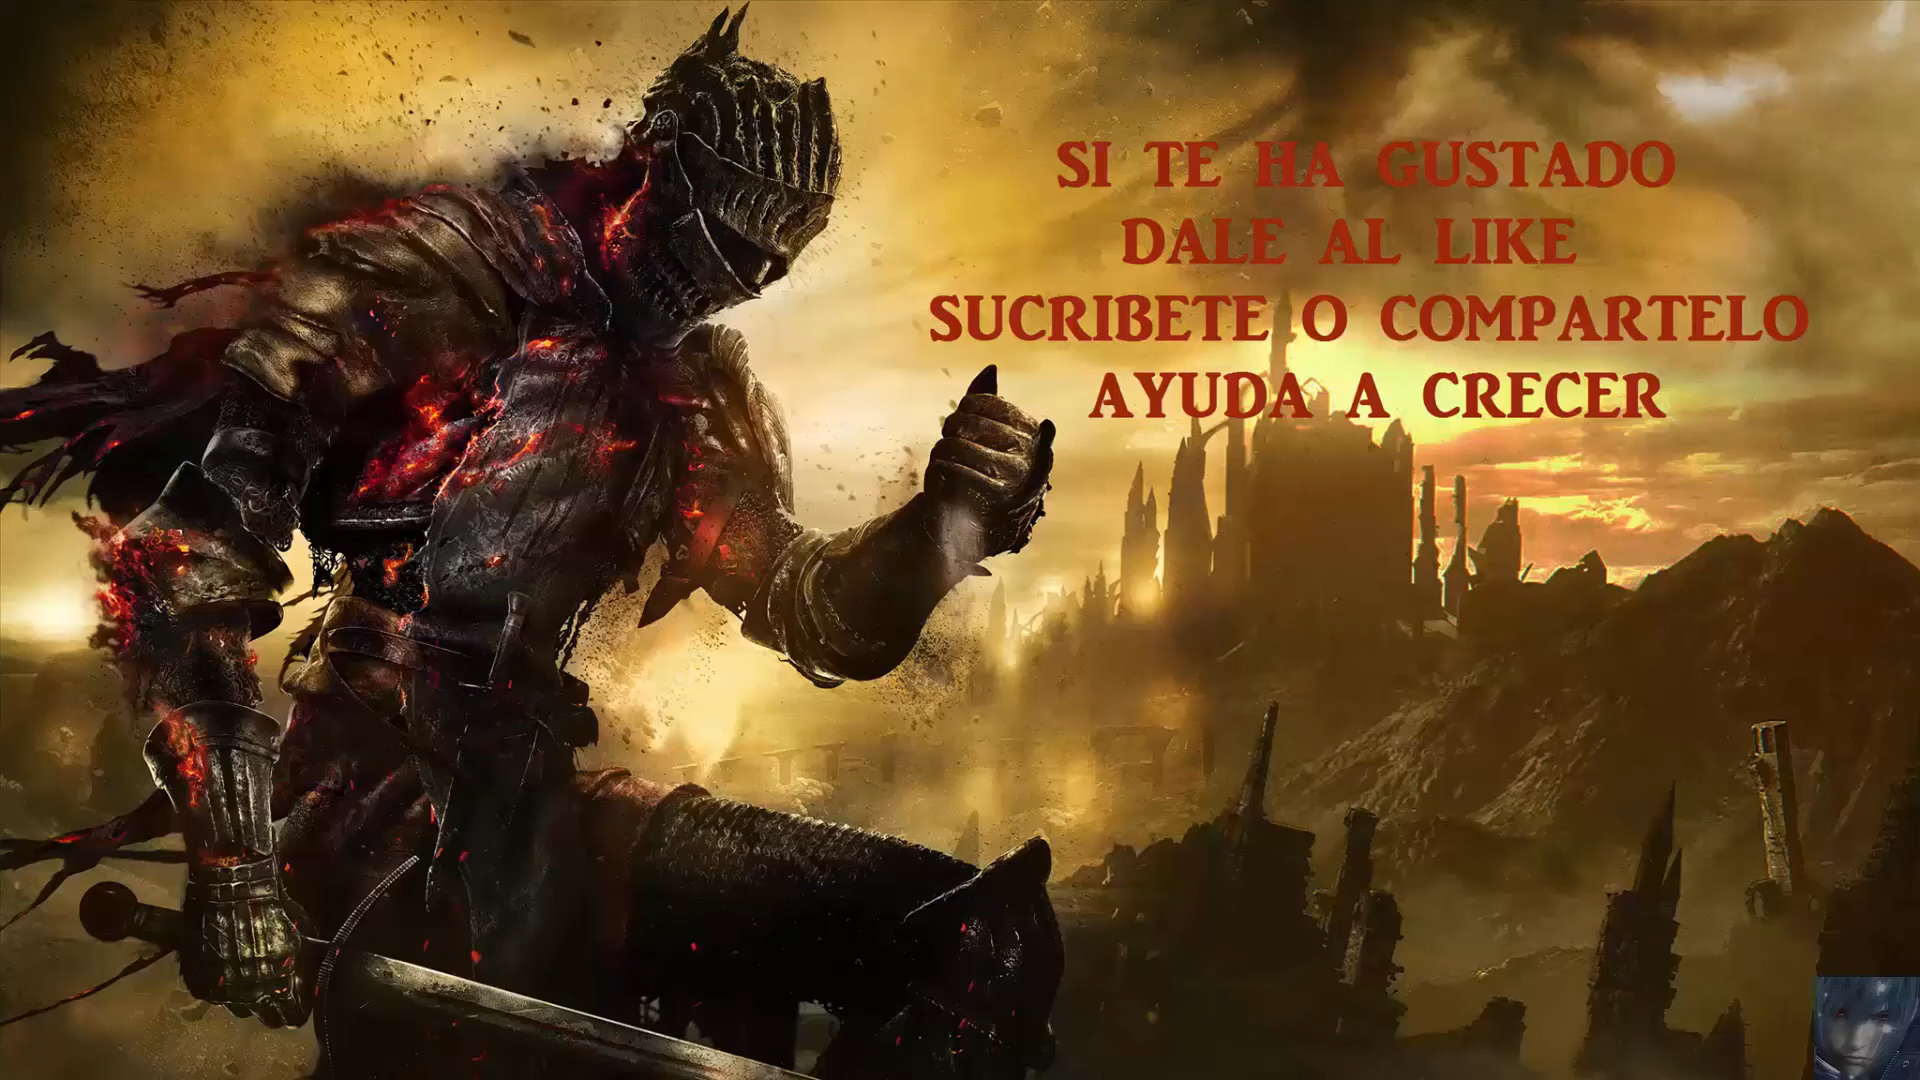 SI TE HA GUSTADO
DALE AL LIKE
SUCRIBETE O COMPARTELO
AYUDA A CRECER